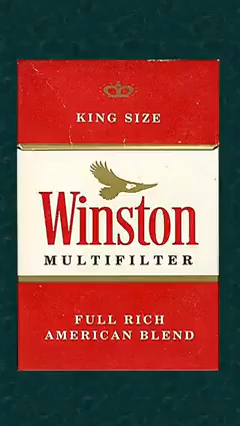 KING SIZE
Winston
MULTIFILTER
FULL RICH
AMERICAN BLEND